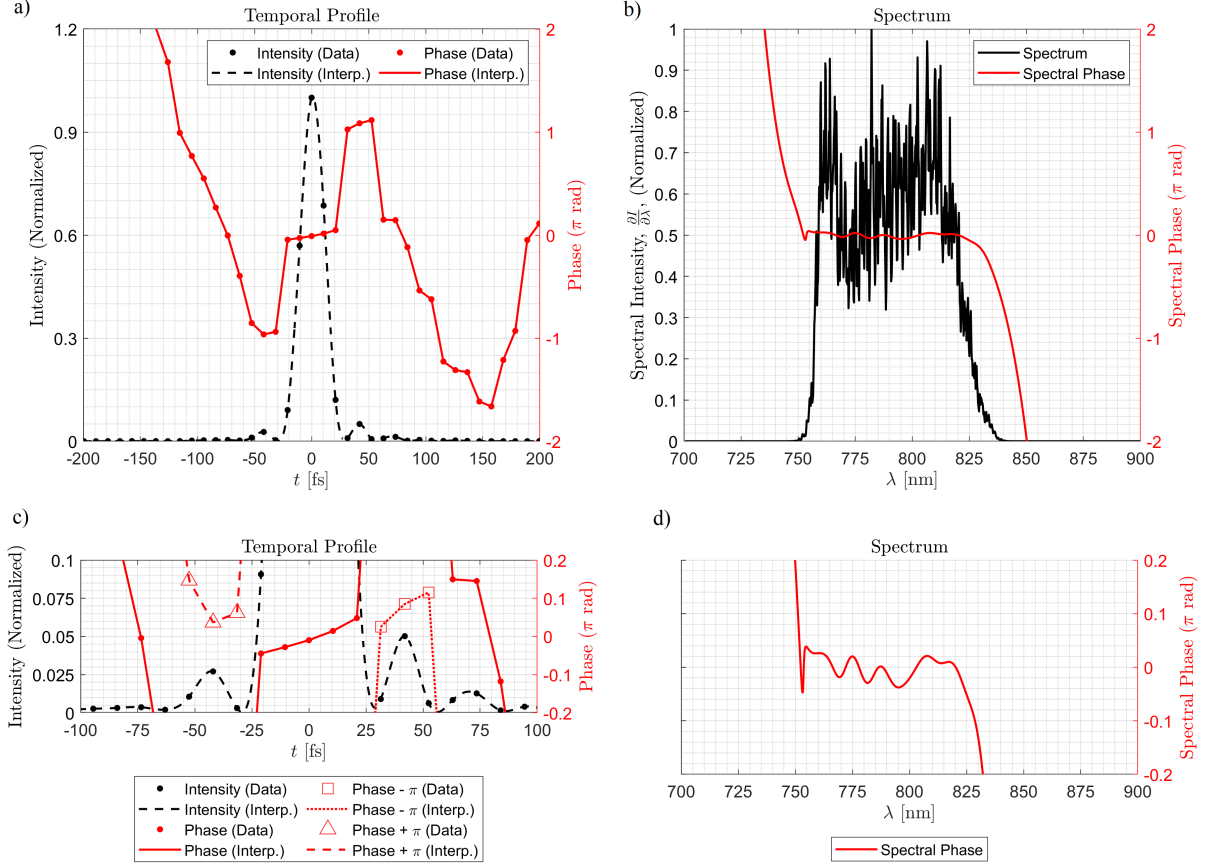 a)
Temporal Profile
Intensity (Data)
Intensity (Interp.)
Phase (Data)
Phase (Interp.)
1.2
0.9
0.6
0.3
0
Intensity (Normalized)
2
1
0
-1
-2
Phase (π rad)
-200 -150 -100 -50 0 50 100 150 200
t [fs]
b)
Spectrum
Spectrum
Spectral Phase
1
0.9
0.8
0.7
0.6
0.5
0.4
0.3
0.2
0.1
0
Spectral Intensity, ∂I/∂λ, (Normalized)
2
1
0
-1
-2
Spectral Phase (π rad)
700 725 750 775 800 825 850 875 900
λ [nm]
c)
Temporal Profile
0.1
0.075
0.05
0.025
0
Intensity (Normalized)
0.2
0.1
0
-0.1
-0.2
Phase (π rad)
-100 -75 -50 -25 0 25 50 75 100
t [fs]
Intensity (Data)
Intensity (Interp.)
Phase (Data)
Phase (Interp.)
Phase - π (Data)
Phase - π (Interp.)
Phase + π (Data)
Phase + π (Interp.)
d)
Spectrum
0.2
0.1
0
-0.1
-0.2
Spectral Phase (π rad)
700 725 750 775 800 825 850 875 900
λ [nm]
Spectral Phase